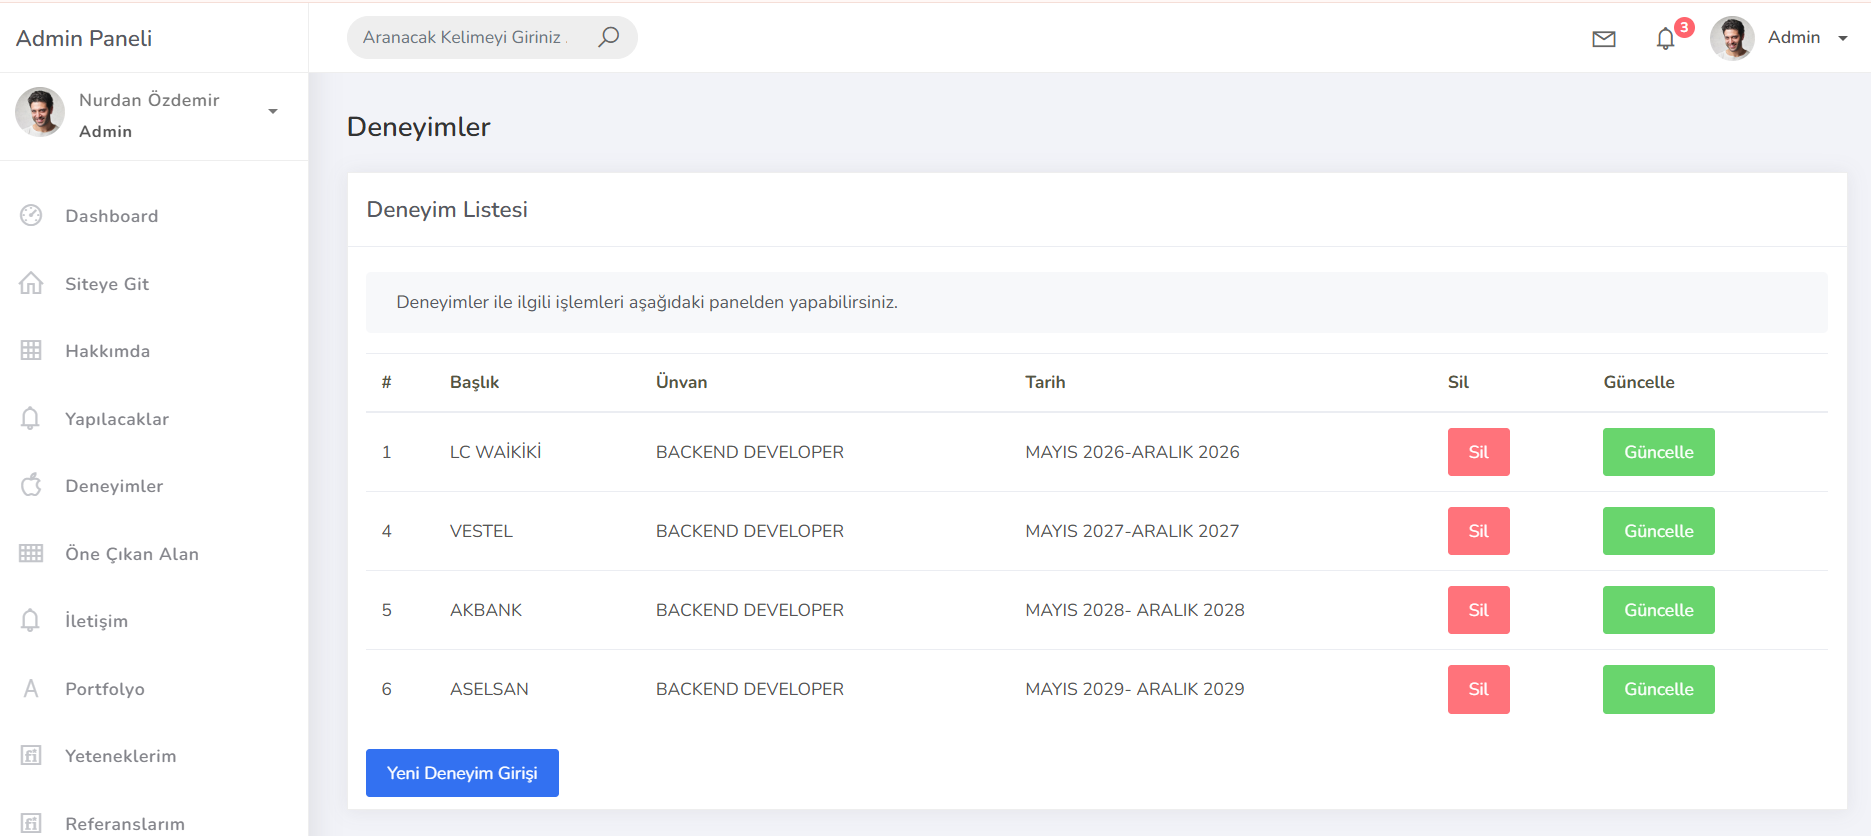 Admin Paneli
Aranacak Kelimeyi Giriniz .
3
Admin
Nurdan Özdemir
Admin
Dashboard
Siteye Git
Hakkımda
Yapılacaklar
Deneyimler
Öne Çıkan Alan
İletişim
Portfolyo
Yeteneklerim
Referanslarım
Deneyimler
Deneyim Listesi
Deneyimler ile ilgili işlemleri aşağıdaki panelden yapabilirsiniz.
# Başlık Ünvan Tarih Sil Güncelle
1 LC WAİKİKİ BACKEND DEVELOPER MAYIS 2026-ARALIK 2026 Sil Güncelle
4 VESTEL BACKEND DEVELOPER MAYIS 2027-ARALIK 2027 Sil Güncelle
5 AKBANK BACKEND DEVELOPER MAYIS 2028- ARALIK 2028 Sil Güncelle
6 ASELSAN BACKEND DEVELOPER MAYIS 2029- ARALIK 2029 Sil Güncelle
Yeni Deneyim Girişi